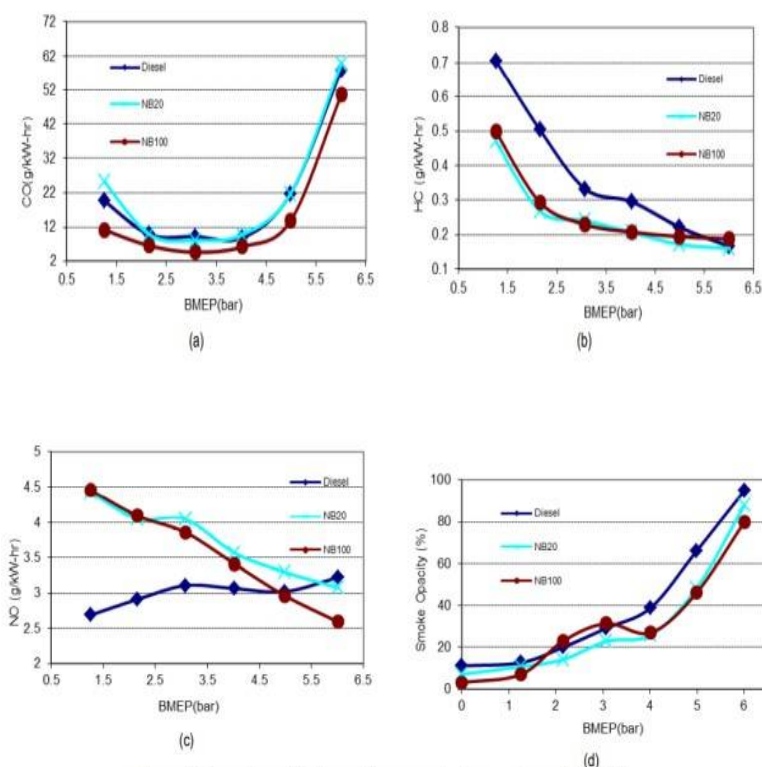 72
62
52
42
32
22
12
2
CO(g/kW-hr)
Diesel
NB20
NB100
0.5 1.5 2.5 3.5 4.5 5.5 6.5
BMEP(bar)
(a)
0.8
0.7
0.6
0.5
0.4
0.3
0.2
0.1
HC (g/kW-hr)
Diesel
NB20
NB100
0.5 1.5 2.5 3.5 4.5 5.5 6.5
BMEP(bar)
(b)
5
4.5
4
3.5
3
2.5
2
NO (g/kW-hr)
Diesel
NB20
NB100
0.5 1.5 2.5 3.5 4.5 5.5 6.5
BMEP(bar)
(c)
100
80
60
40
20
0
Smoke Opacity (%)
Diesel
NB20
NB100
0 1 2 3 4 5 6
BMEP(bar)
(d)